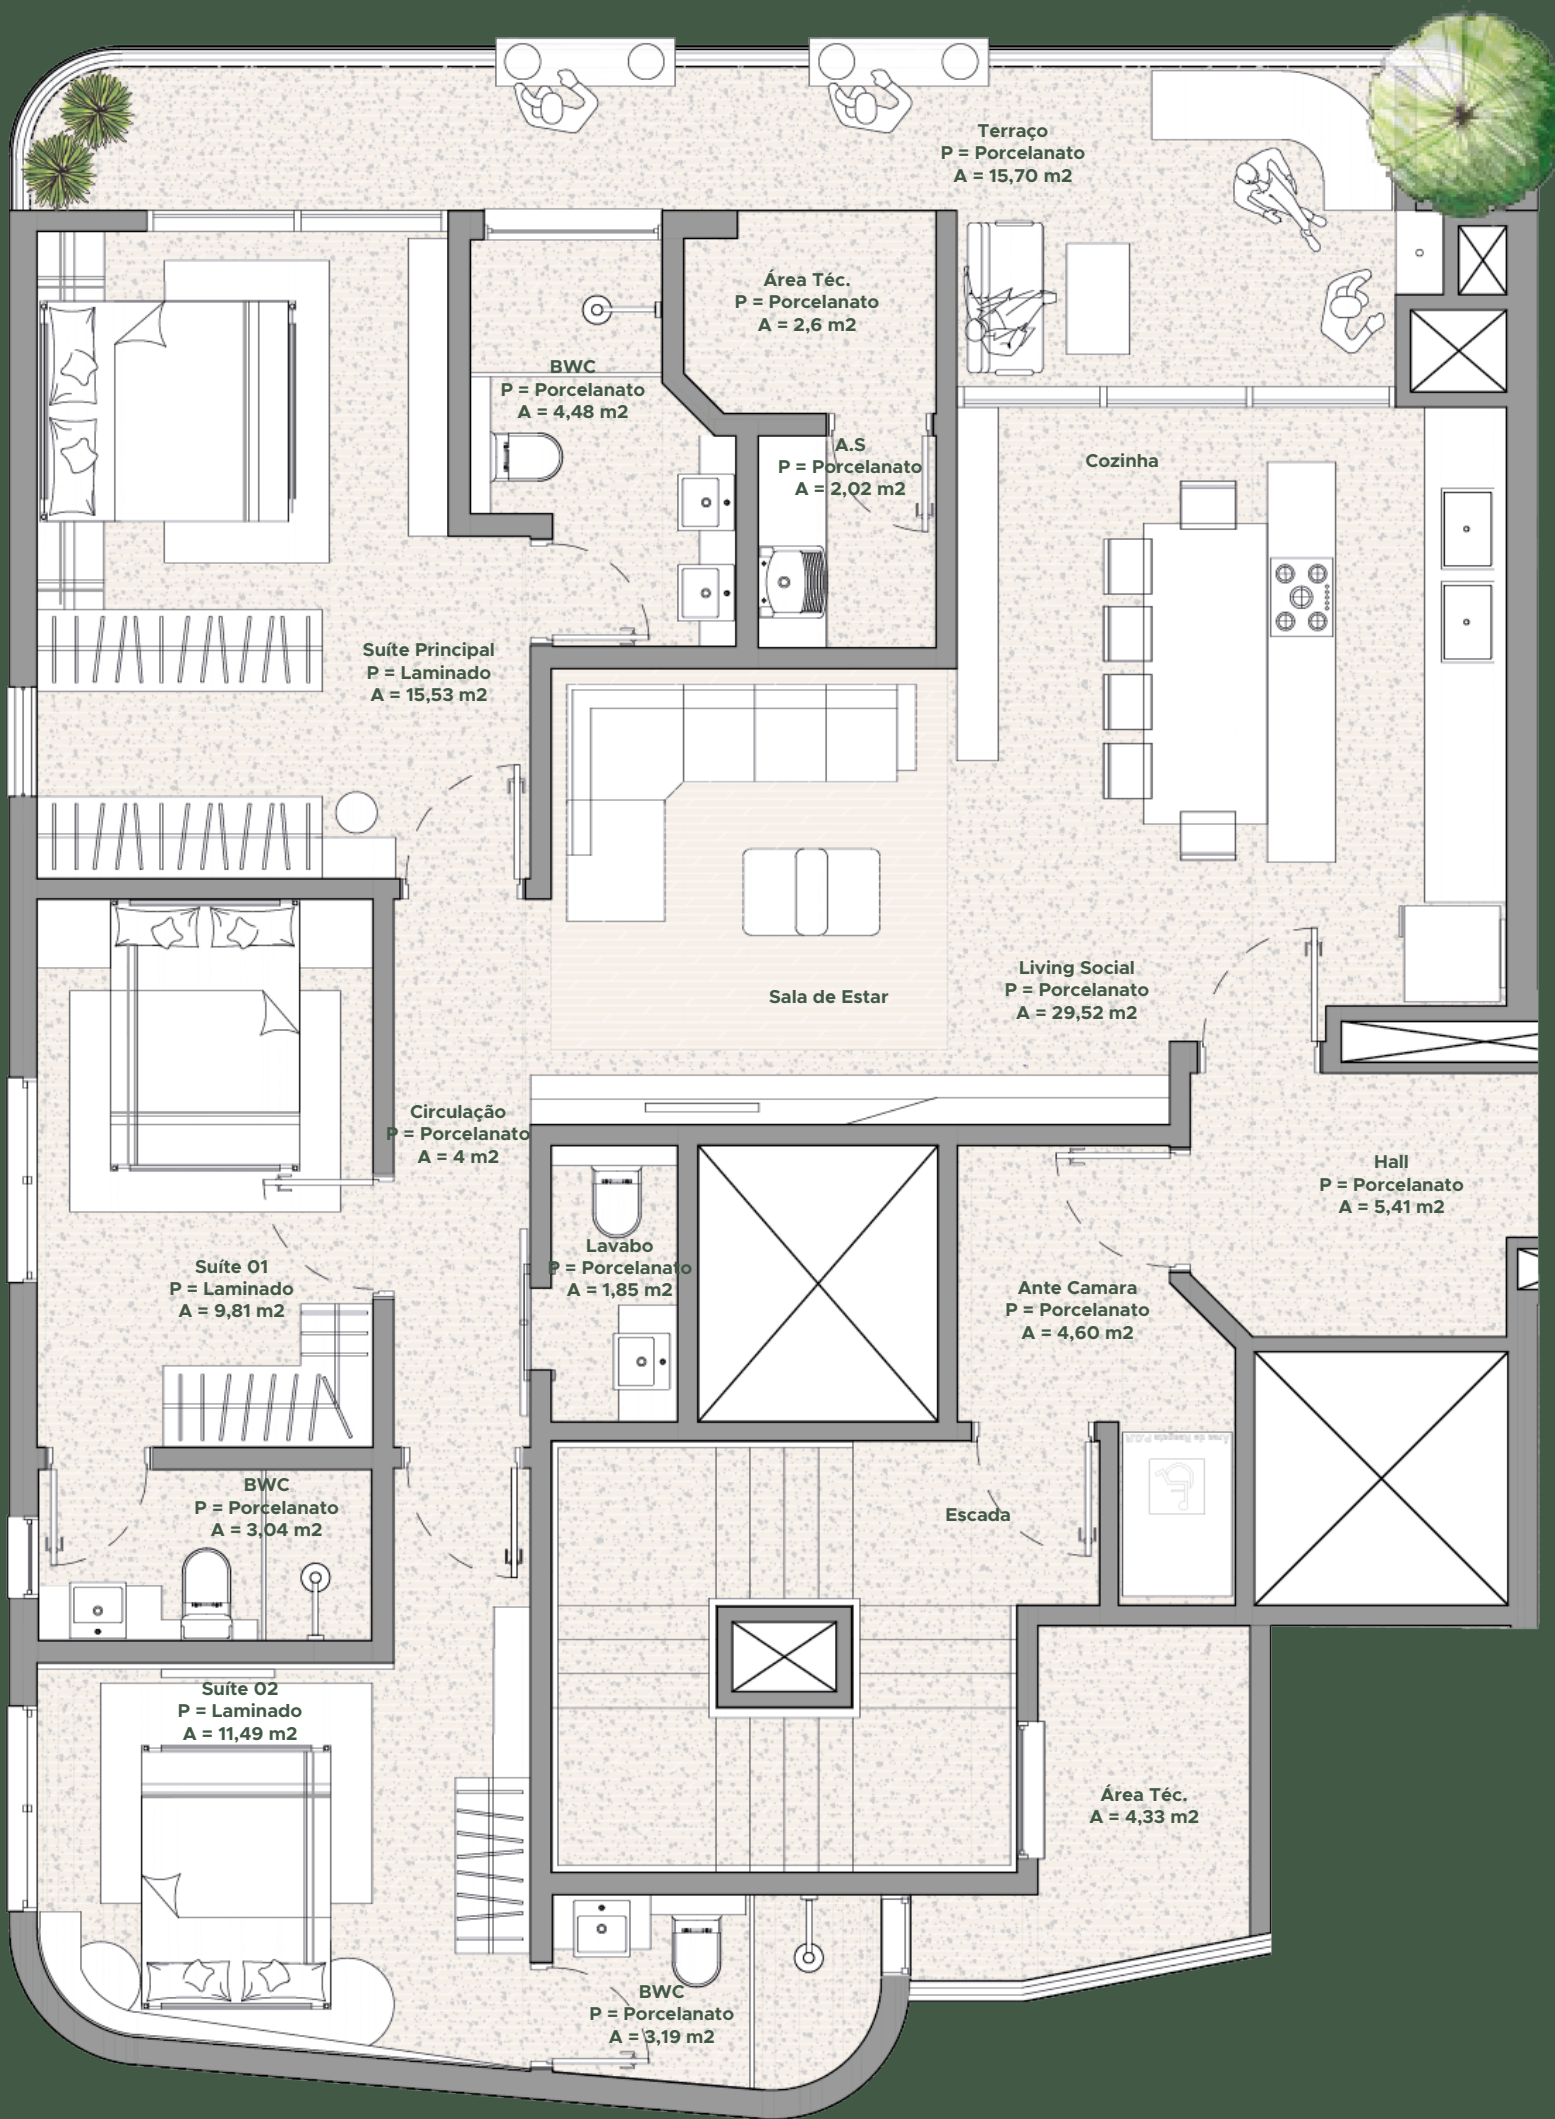 Terraço
P = Porcelanato
A = 15,70 m2
Área Téc.
P = Porcelanato
A = 2,6 m2
BWC
P = Porcelanato
A = 4,48 m2
A.S
P = Porcelanato
A = 2,02 m2
Cozinha
Suíte Principal
P = Laminado
A = 15,53 m2
Living Social
P = Porcelanato
A = 29,52 m2
Sala de Estar
Circulação
P = Porcelanato
A = 4 m2
Hall
P = Porcelanato
A = 5,41 m2
Lavabo
P = Porcelanato
A = 1,85 m2
Suíte 01
P = Laminado
A = 9,81 m2
Ante Camara
P = Porcelanato
A = 4,60 m2
BWC
P = Porcelanato
A = 3,04 m2
Escada
Suíte 02
P = Laminado
A = 11,49 m2
Área Téc.
A = 4,33 m2
BWC
P = Porcelanato
A = 3,19 m2